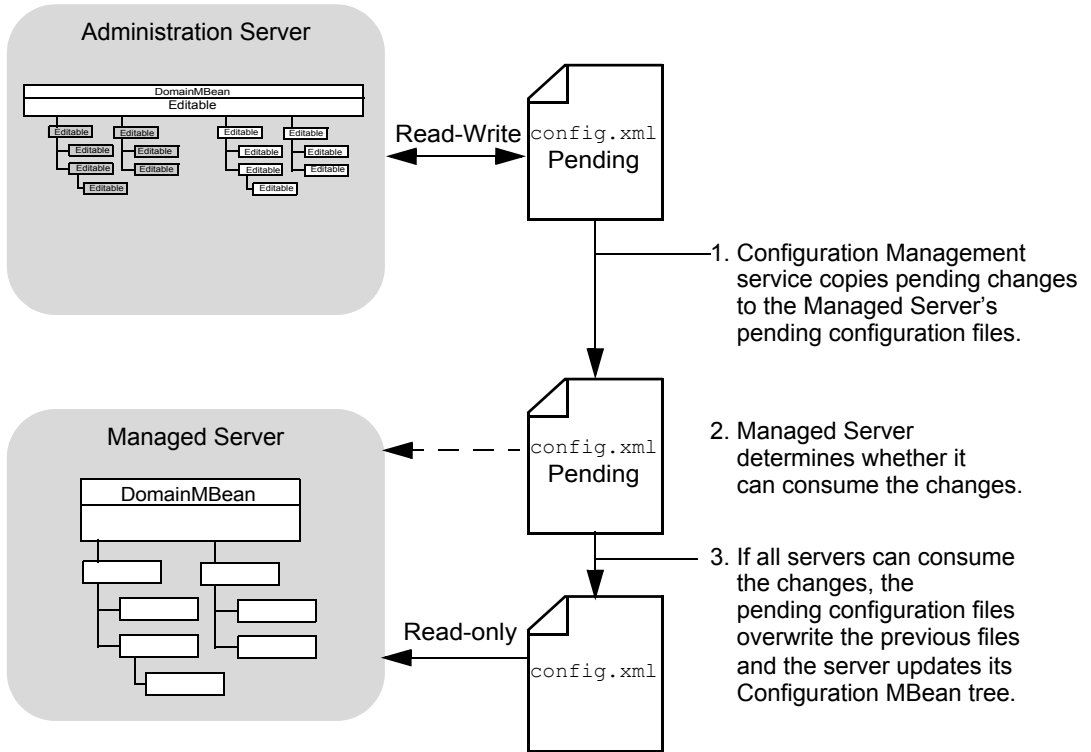 Administration Server
DomainMBean
Editable
Editable Editable Editable Editable
Editable Editable Editable Editable
Editable Editable Editable Editable
Editable Editable
Read-Write
config.xml
Pending
1. Configuration Management
service copies pending changes
to the Managed Server’s
pending configuration files.
Managed Server
DomainMBean
config.xml
Pending
2. Managed Server
determines whether it
can consume the changes.
3. If all servers can consume
the changes, the
pending configuration files
overwrite the previous files
and the server updates its
Configuration MBean tree.
Read-only
config.xml